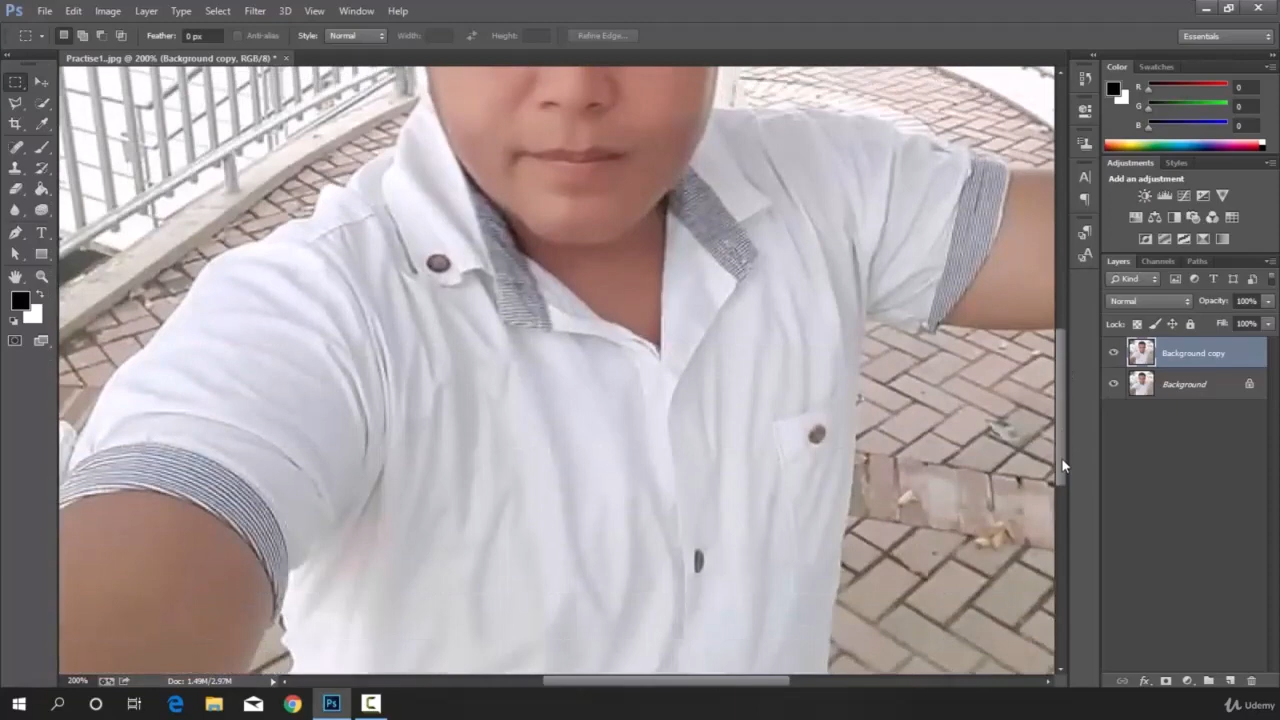 Ps File Edit Image Layer Type Select Filter 3D View Window Help
Feather: 0 px Anti-alias Style: Normal Width: Height: Refine Edge... Essentials
Practise1..jpg @ 200% (Background copy, RGB/8) * ×
Color Swatches
R 0
G 0
B 0
Adjustments Styles
Add an adjustment
Layers Channels Paths
Kind
Normal Opacity: 100%
Lock: Fill: 100%
Background copy
Background
200% Doc: 1.49M/2.97M
Udemy